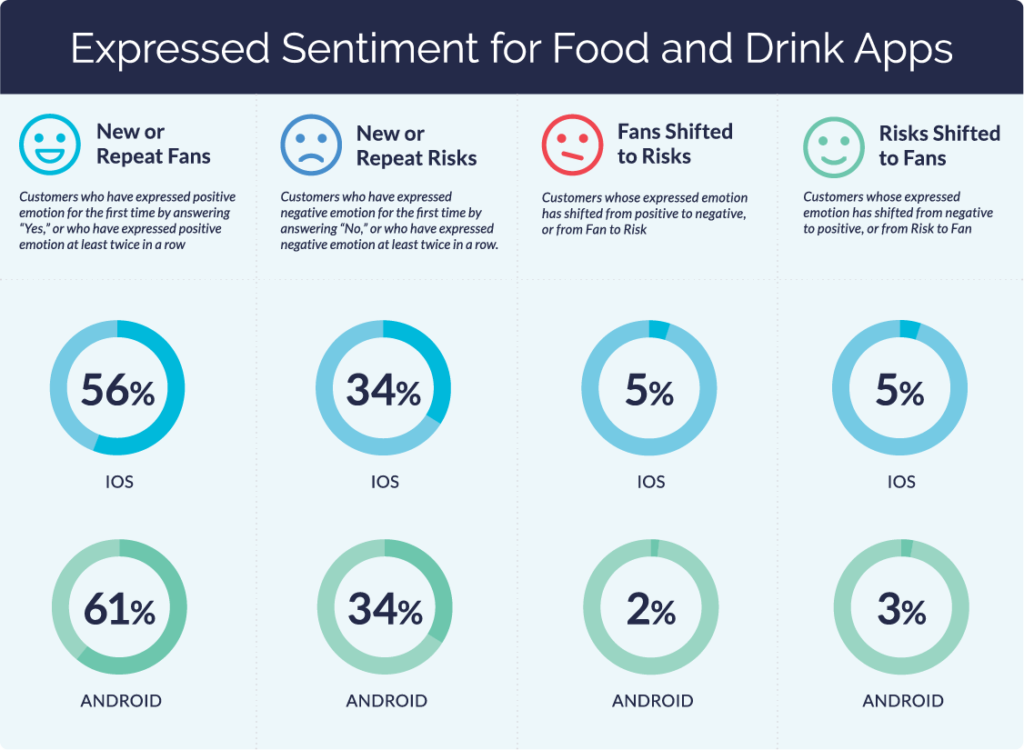 Expressed Sentiment for Food and Drink Apps
New or
Repeat Fans
Customers who have expressed positive
emotion for the first time by answering
“Yes,” or who have expressed positive
emotion at least twice in a row
New or
Repeat Risks
Customers who have expressed
negative emotion for the first time by
answering “No,” or who have expressed
negative emotion at least twice in a row.
Fans Shifted
to Risks
Customers whose expressed emotion
has shifted from positive to negative,
or from Fan to Risk
Risks Shifted
to Fans
Customers whose expressed
emotion has shifted from negative
to positive, or from Risk to Fan
56%
IOS
34%
IOS
5%
IOS
5%
IOS
61%
ANDROID
34%
ANDROID
2%
ANDROID
3%
ANDROID